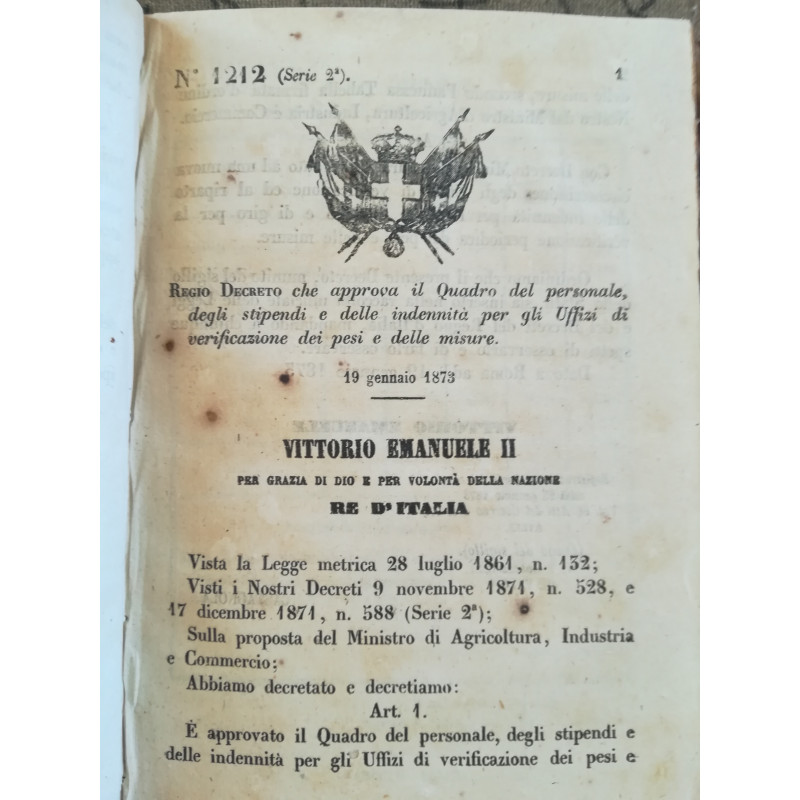 N° 1212 (Serie 2ª). 1
REGIO DECRETO che approva il Quadro del personale,
degli stipendi e delle indennità per gli Uffizi di
verificazione dei pesi e delle misure.
19 gennaio 1873
VITTORIO EMANUELE II
PER GRAZIA DI DIO E PER VOLONTÀ DELLA NAZIONE
RE D'ITALIA
Vista la Legge metrica 28 luglio 1861, n. 132;
Visti i Nostri Decreti 9 novembre 1871, n. 528, e
17 dicembre 1871, n. 588 (Serie 2ª);
Sulla proposta del Ministro di Agricoltura, Industria
e Commercio;
Abbiamo decretato e decretiamo:
Art. 1.
È approvato il Quadro del personale, degli stipendi e
delle indennità per gli Uffizi di verificazione dei pesi e